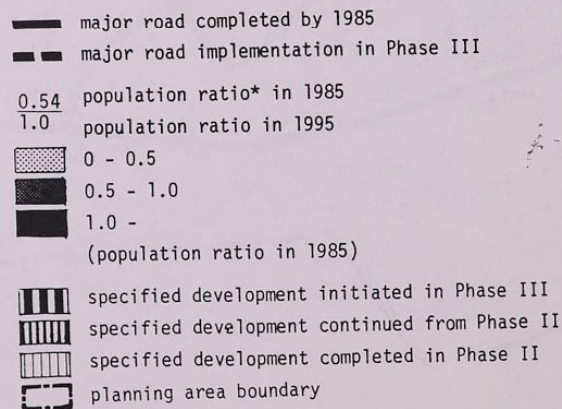 major road completed by 1985
major road implementation in Phase III
0.54 population ratio* in 1985
1.0 population ratio in 1995
0 - 0.5
0.5 - 1.0
1.0 -
(population ratio in 1985)
specified development initiated in Phase III
specified development continued from Phase II
specified development completed in Phase II
planning area boundary